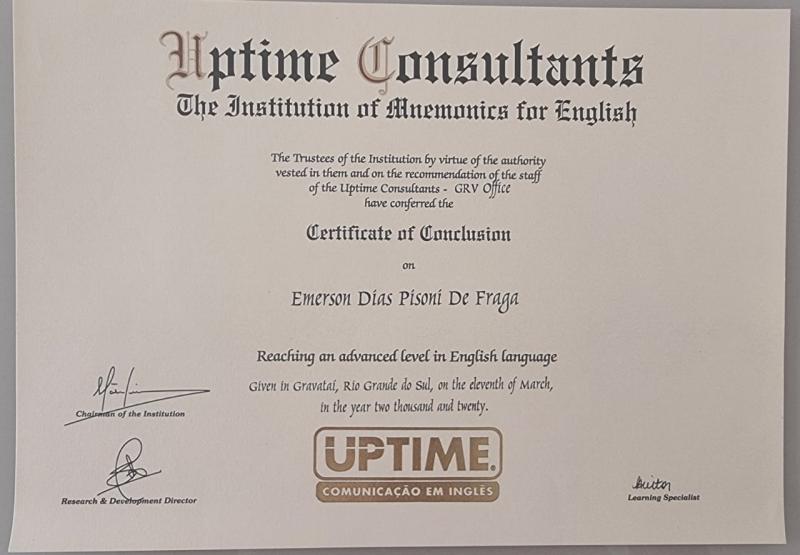 Uptime Consultants
The Institution of Mnemonics for English
The Trustees of the Institution by virtue of the authority
vested in them and on the recommendation of the staff
of the Uptime Consultants - GRV Office
have conferred the
Certificate of Conclusion
on
Emerson Dias Pisoni De Fraga
Reaching an advanced level in English language
Given in Gravataí, Rio Grande do Sul, on the eleventh of March,
in the year two thousand and twenty.
Chairman of the Institution
Research & Development Director
UPTIME.
COMUNICAÇÃO EM INGLÊS
Learning Specialist